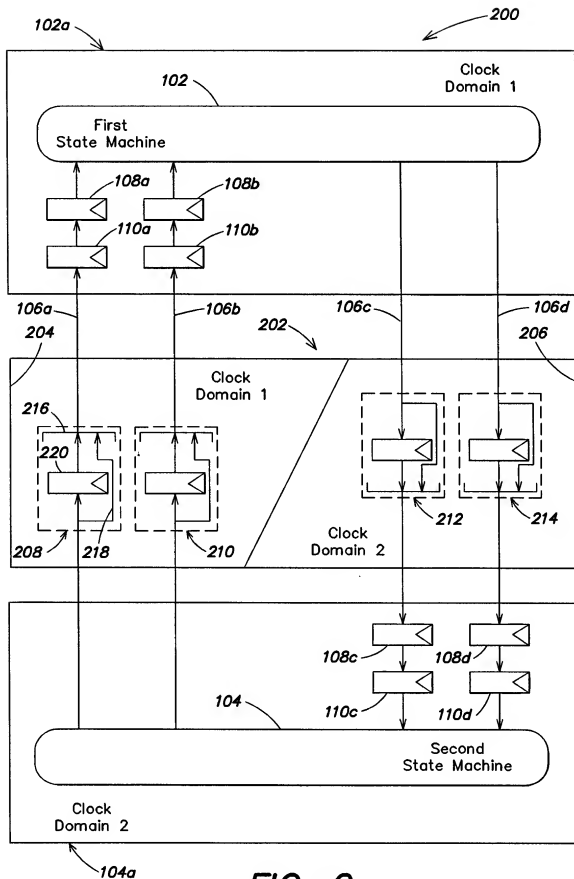 200
102a
102
Clock
Domain 1
First
State Machine
108a
108b
110a
110b
106a
106b
106c
106d
204
202
206
Clock
Domain 1
216
220
218
208
210
212
214
Clock
Domain 2
108c
108d
110c
110d
104
Second
State Machine
Clock
Domain 2
104a